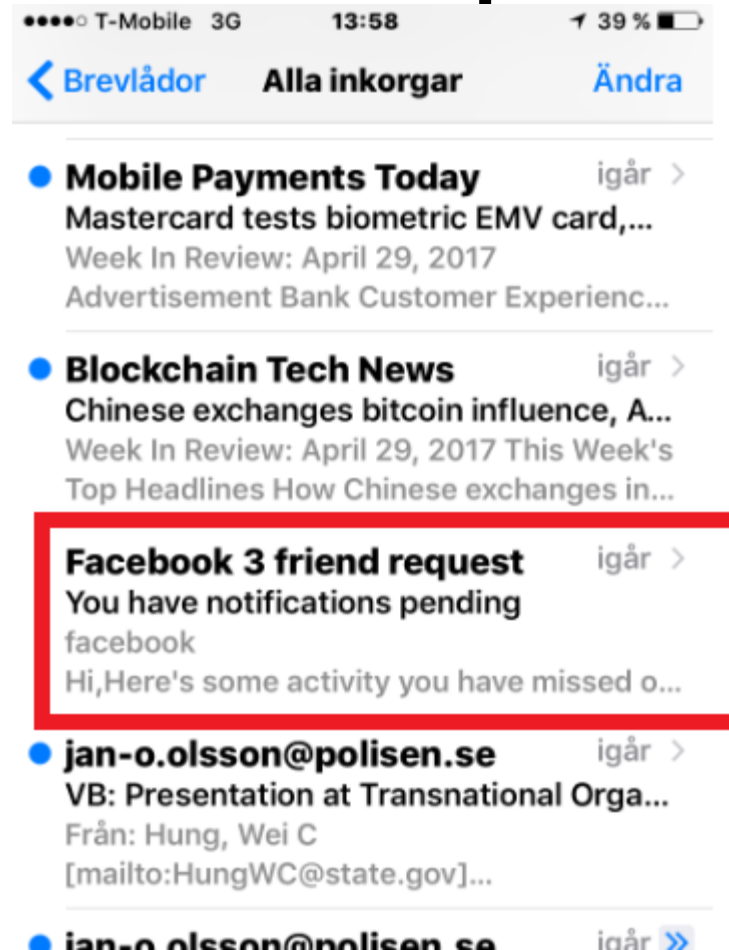 T-Mobile 3G 13:58 39 %
Brevlådor Alla inkorgar Ändra
Mobile Payments Today igår
Mastercard tests biometric EMV card,...
Week In Review: April 29, 2017
Advertisement Bank Customer Experienc...
Blockchain Tech News igår
Chinese exchanges bitcoin influence, A...
Week In Review: April 29, 2017 This Week's
Top Headlines How Chinese exchanges in...
Facebook 3 friend request igår
You have notifications pending
facebook
Hi,Here's some activity you have missed o...
jan-o.olsson@polisen.se igår
VB: Presentation at Transnational Orga...
Från: Hung, Wei C
[mailto:HungWC@state.gov]...
jan-o.olsson@polisen.se igår